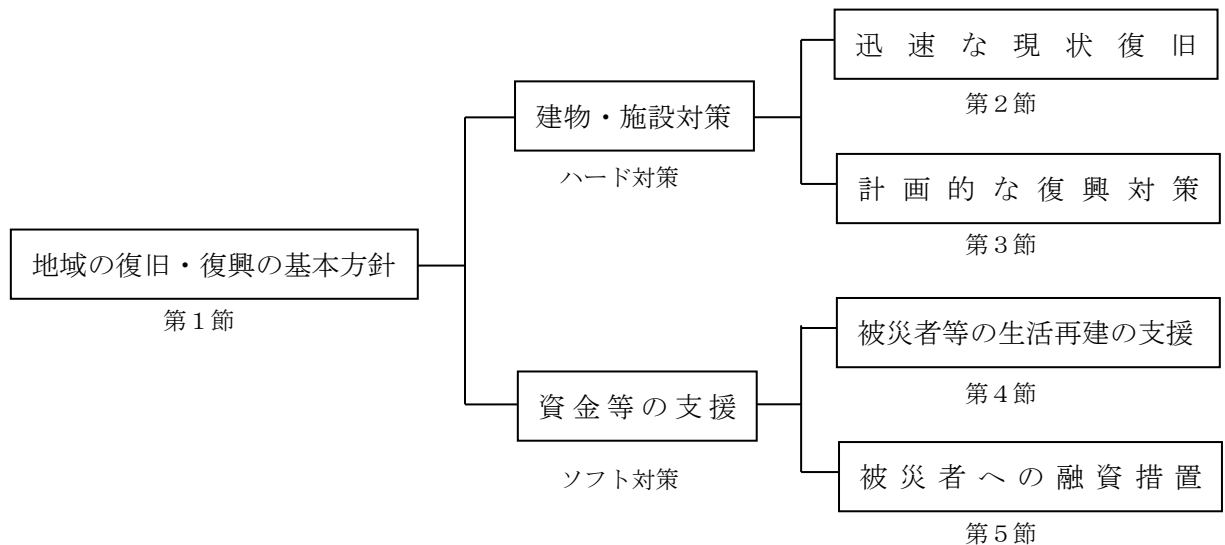 迅速な現状復旧
第２節
建物・施設対策
ハード対策
計画的な復興対策
第３節
地域の復旧・復興の基本方針
第１節
被災者等の生活再建の支援
第４節
資金等の支援
ソフト対策
被災者への融資措置
第５節